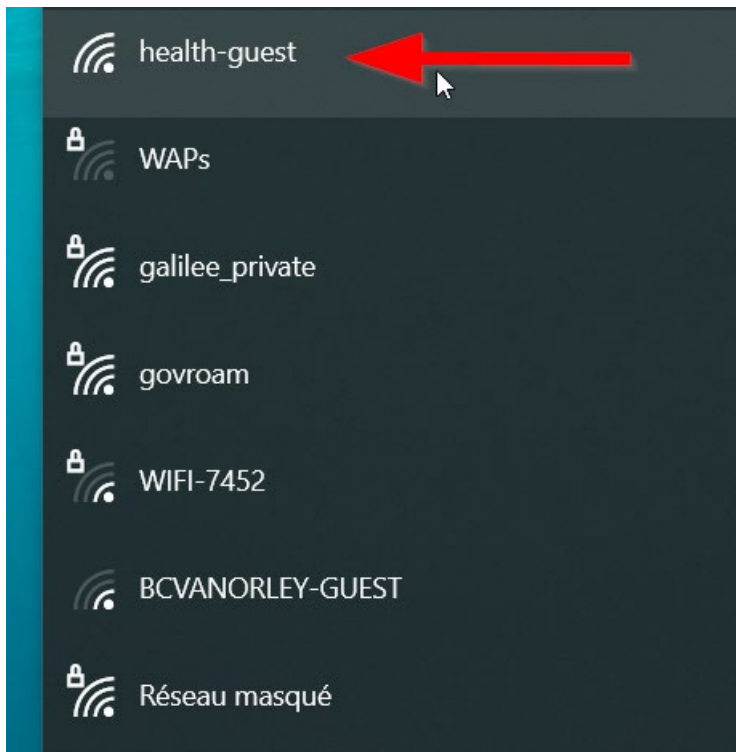 health-guest
WAPs
galilee_private
govroam
WIFI-7452
BCVANORLEY-GUEST
Réseau masqué